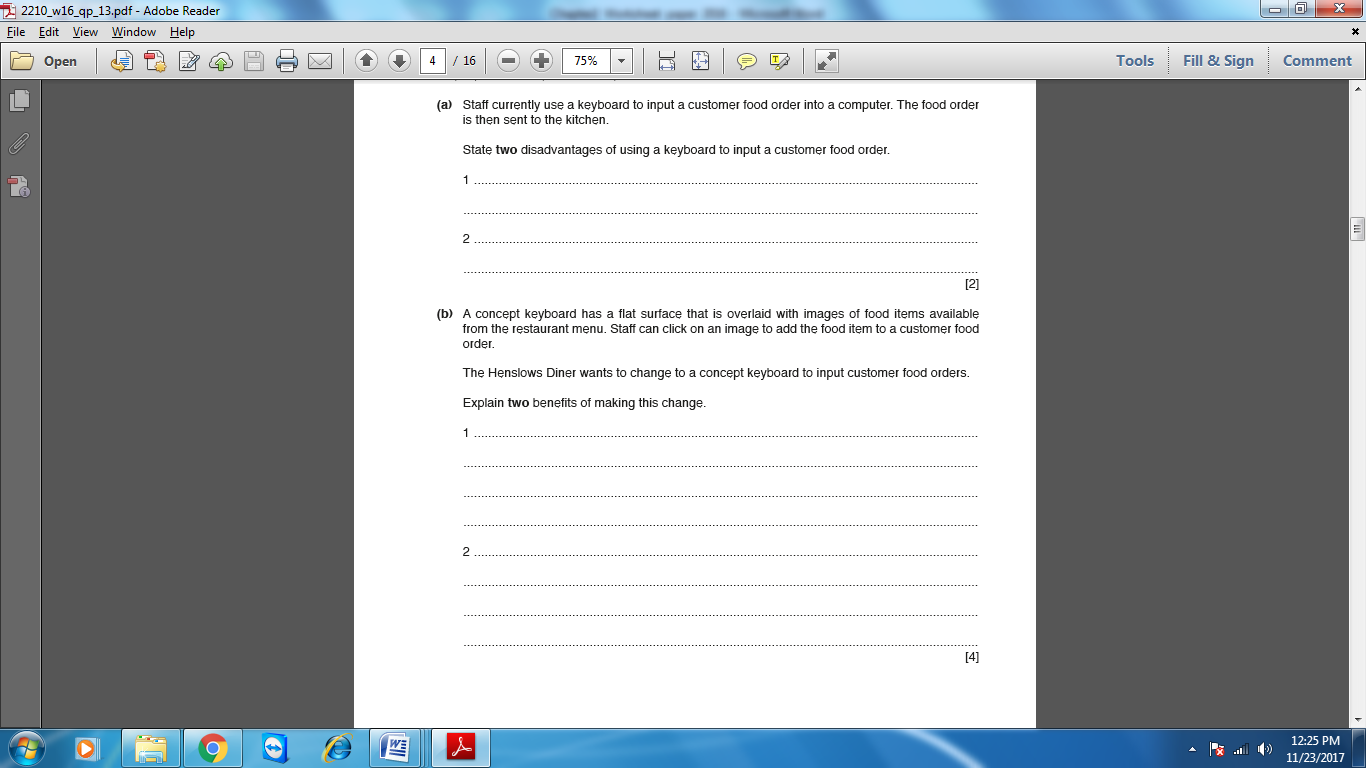 2210_w16_qp_13.pdf - Adobe Reader
Chapter2 Worksheet paper 2016 - Microsoft Word
File Edit View Window Help
Open 4 / 16 75% Tools Fill & Sign Comment
(a) Staff currently use a keyboard to input a customer food order into a computer. The food order
is then sent to the kitchen.
State two disadvantages of using a keyboard to input a customer food order.
1
2
[2]
(b) A concept keyboard has a flat surface that is overlaid with images of food items available
from the restaurant menu. Staff can click on an image to add the food item to a customer food
order.
The Henslows Diner wants to change to a concept keyboard to input customer food orders.
Explain two benefits of making this change.
1
2
[4]
12:25 PM
11/23/2017